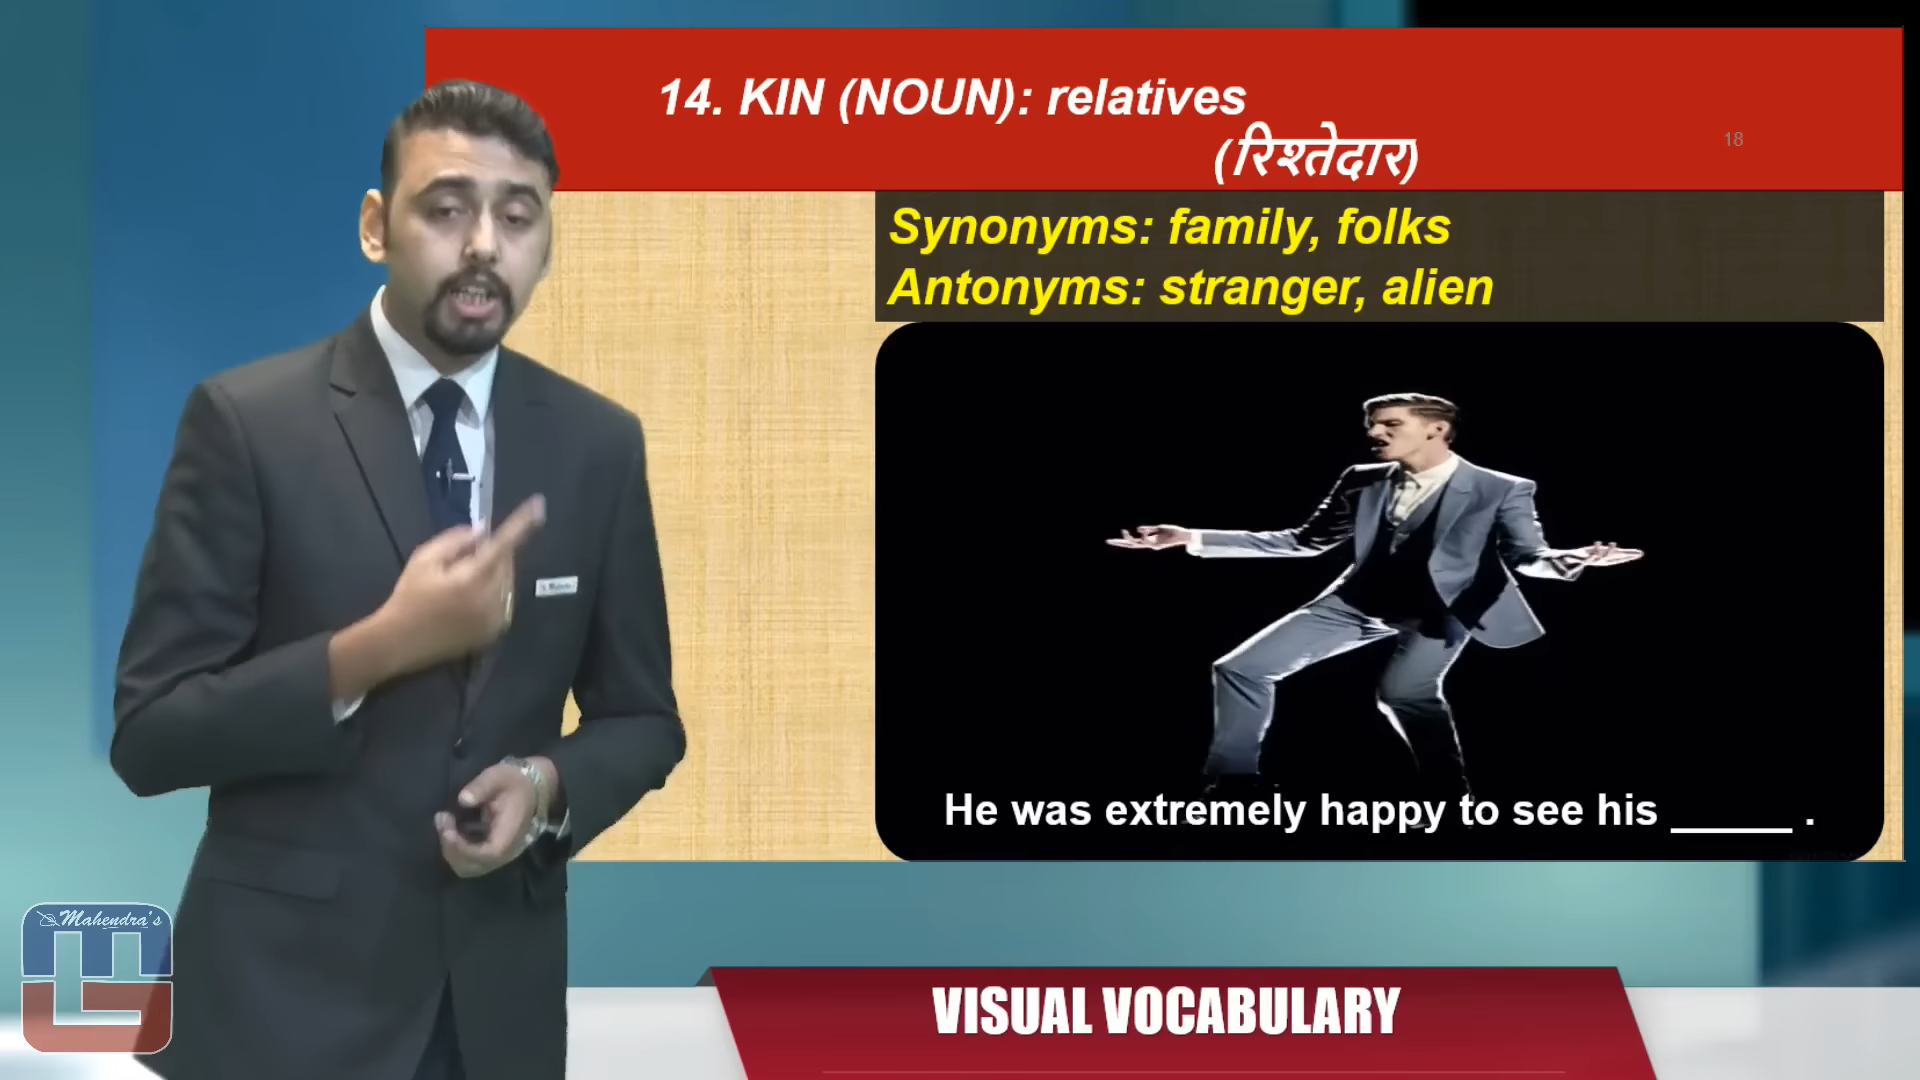 14. KIN (NOUN): relatives
(रिश्तेदार)
18
Synonyms: family, folks
Antonyms: stranger, alien
He was extremely happy to see his _____ .
Mahendra's
VISUAL VOCABULARY